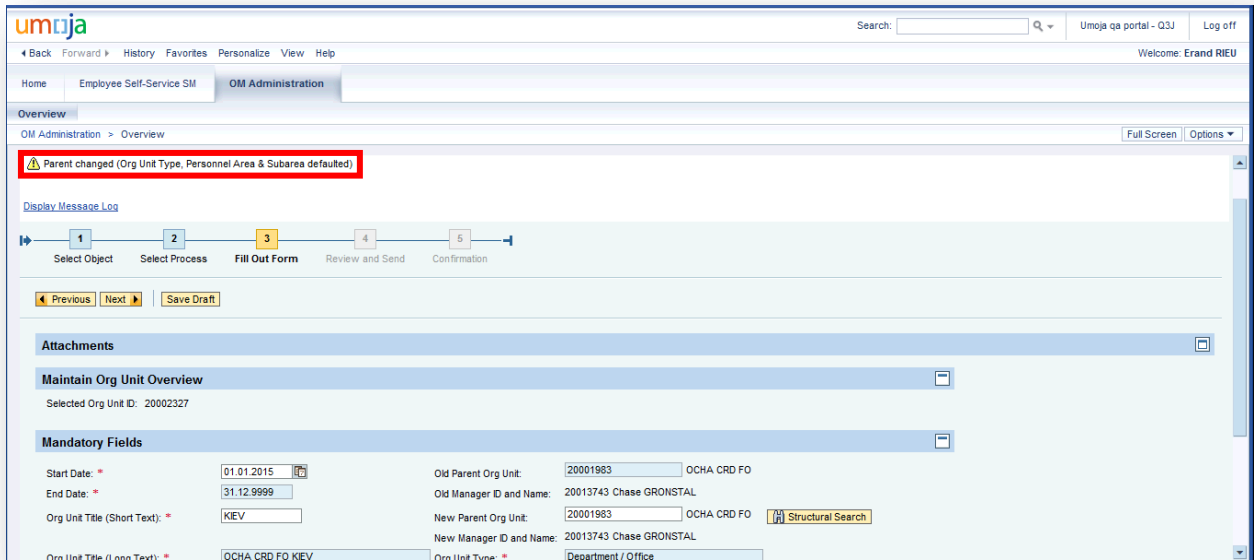 umoja Search: Umoja qa portal - Q3J Log off
Back Forward History Favorites Personalize View Help Welcome: Erand RIEU
Home Employee Self-Service SM OM Administration
Overview
OM Administration > Overview Full Screen Options
Parent changed (Org Unit Type, Personnel Area & Subarea defaulted)
Display Message Log
1 2 3 4 5
Select Object Select Process Fill Out Form Review and Send Confirmation
Previous Next Save Draft
Attachments
Maintain Org Unit Overview
Selected Org Unit ID: 20002327
Mandatory Fields
Start Date: * 01.01.2015 Old Parent Org Unit: 20001983 OCHA CRD FO
End Date: * 31.12.9999 Old Manager ID and Name: 20013743 Chase GRONSTAL
Org Unit Title (Short Text): * KIEV New Parent Org Unit: 20001983 OCHA CRD FO Structural Search
New Manager ID and Name: 20013743 Chase GRONSTAL
Org Unit Title (Long Text): * OCHA CRD FO KIEV Org Unit Type: * Department / Office